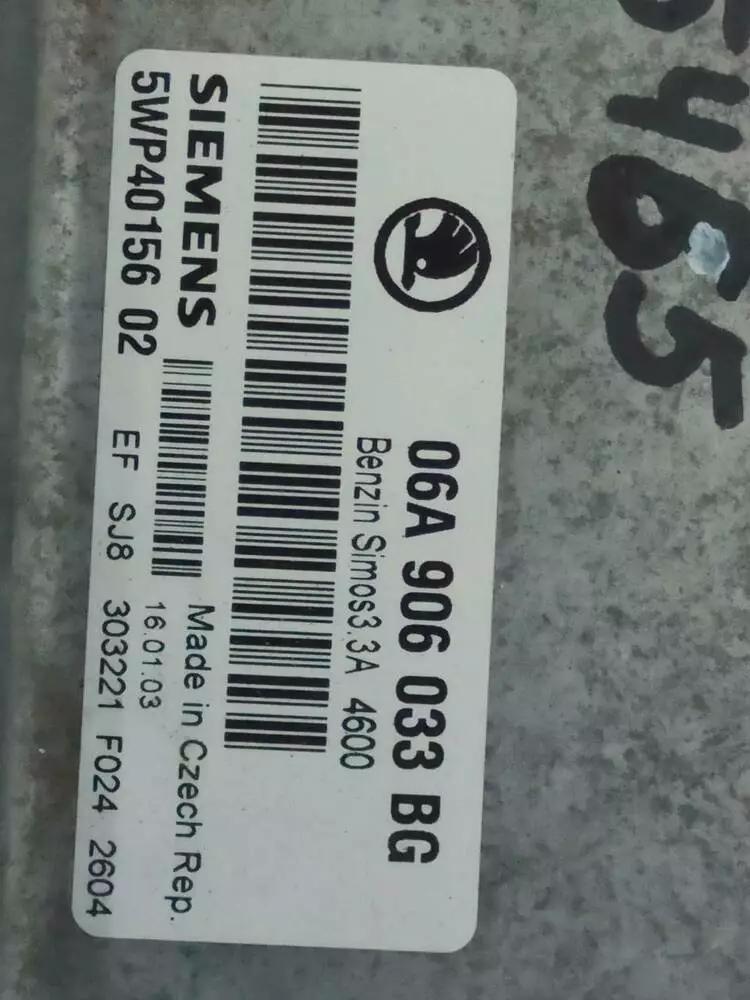 06A 906 033 BG
Benzin Simos3.3A 4600
SIEMENS
Made in Czech Rep.
16.01.03
5WP40156 02 EF SJ8 303221 F024 2604